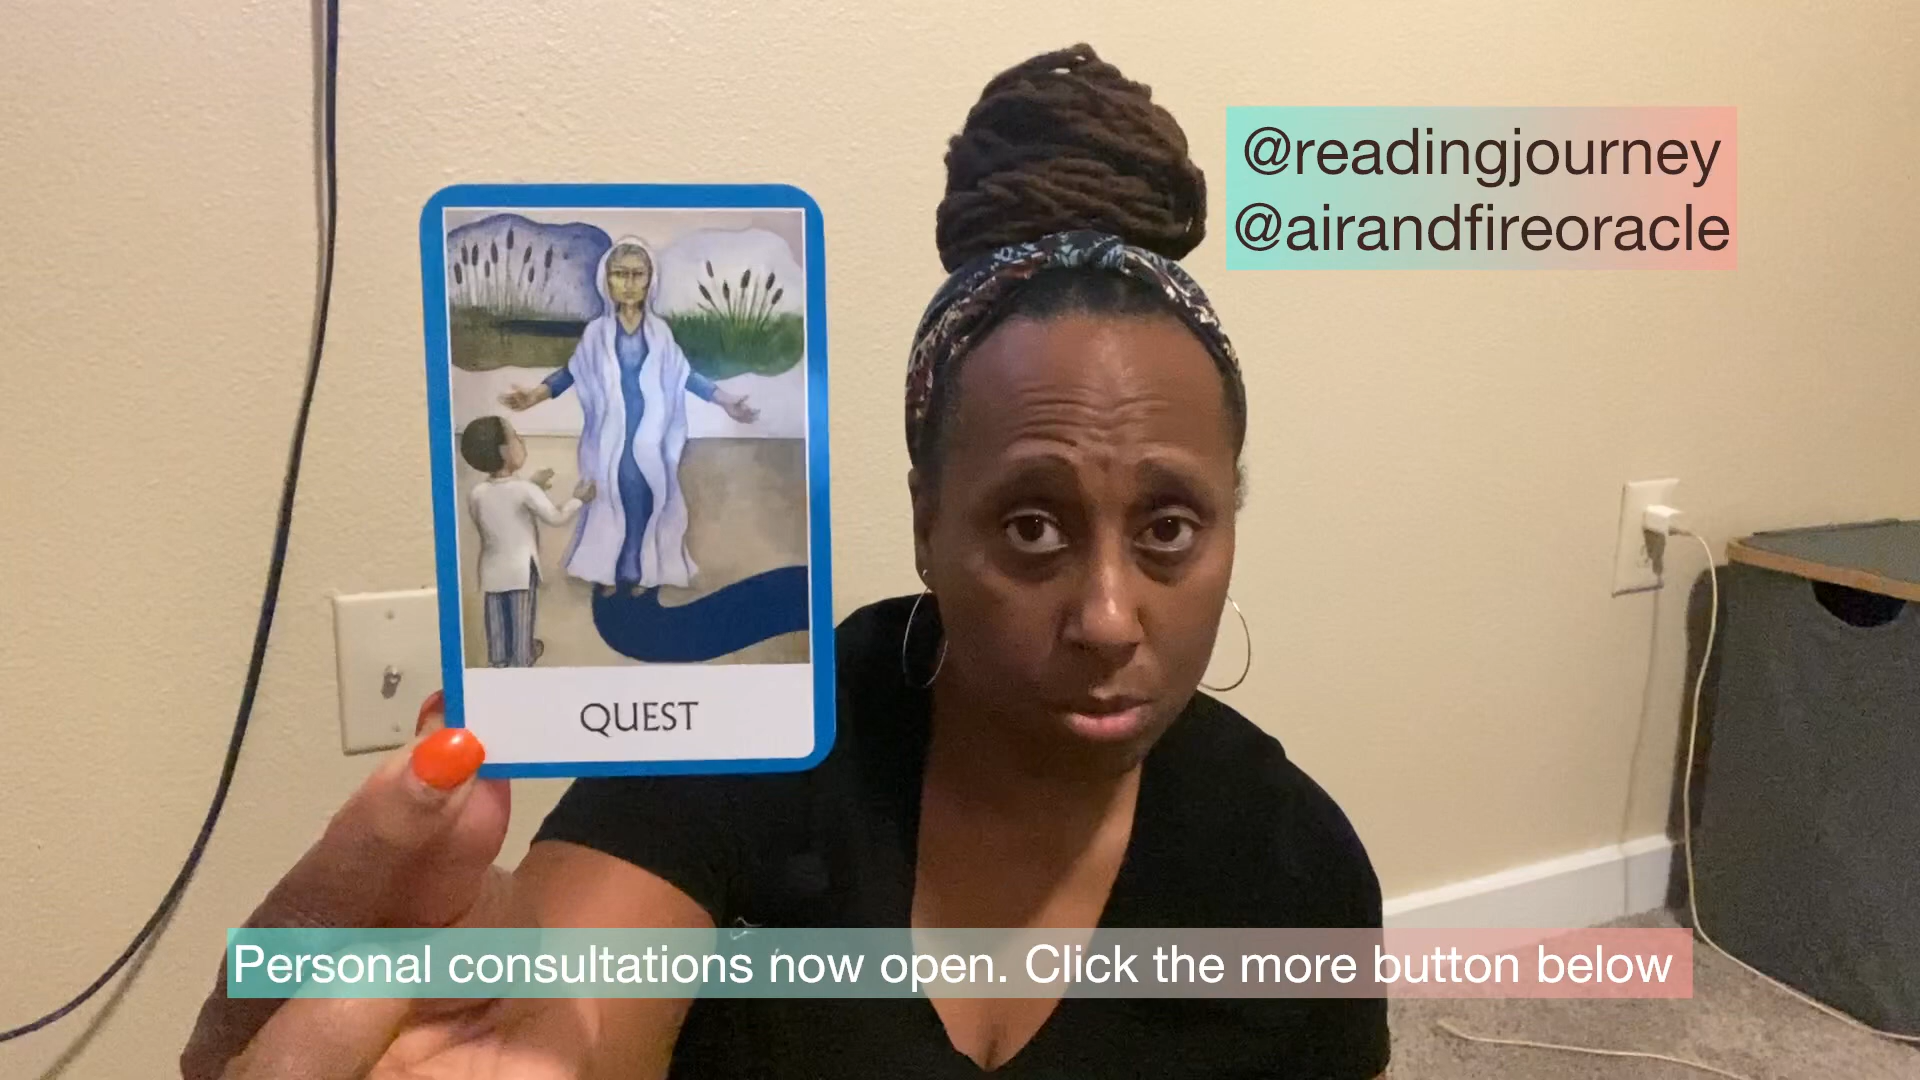 @readingjourney
@airandfireoracle
QUEST
Personal consultations now open. Click the more button below